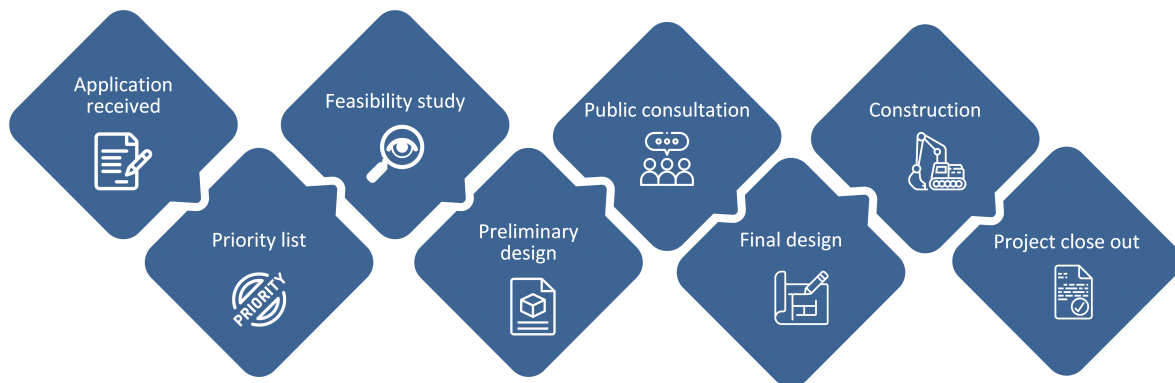 Application
received
Priority list
PRIORITY
Feasibility study
Preliminary
design
Public consultation
Final design
Construction
Project close out